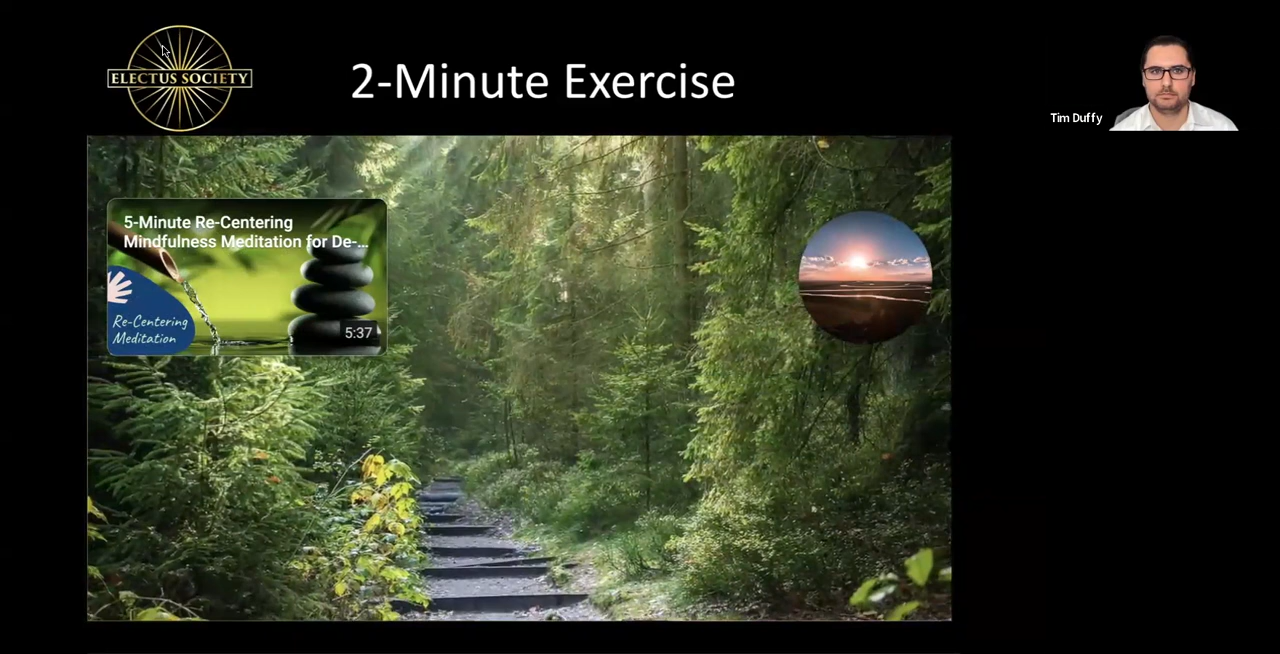 ELECTUS SOCIETY
2-Minute Exercise
Tim Duffy
5-Minute Re-Centering
Mindfulness Meditation for De-...
Re-Centering
Meditation
5:37